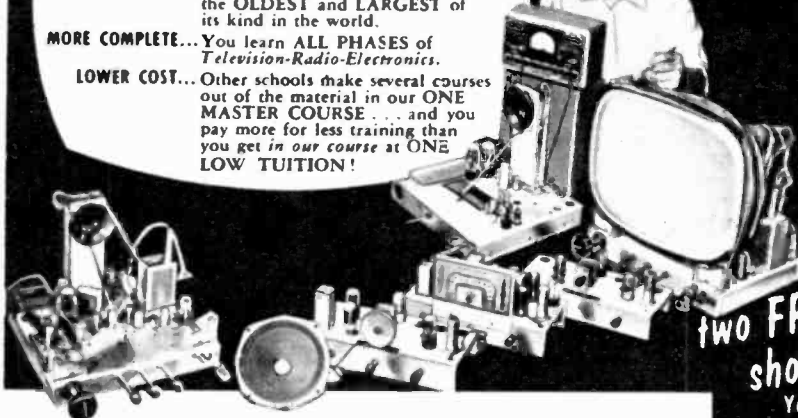 the OLDEST and LARGEST of
its kind in the world.
MORE COMPLETE... You learn ALL PHASES of
Television-Radio-Electronics.
LOWER COST... Other schools make several courses
out of the material in our ONE
MASTER COURSE . . . and you
pay more for less training than
you get in our course at ONE
LOW TUITION!
two